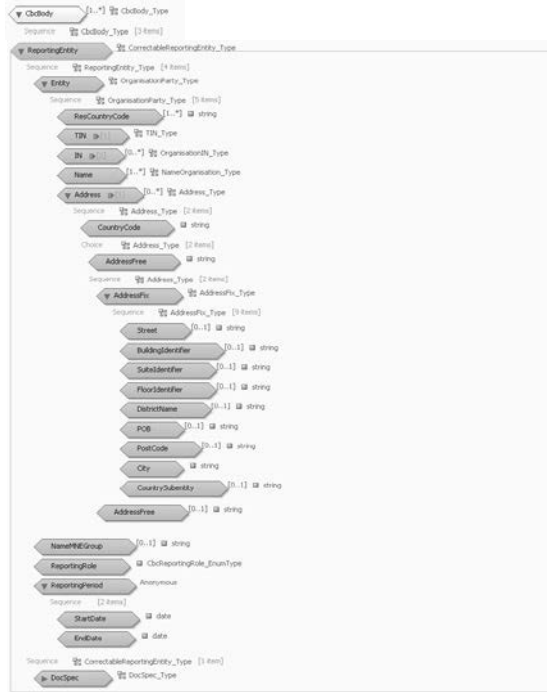 CbcBody [1..*] CbcBody_Type
Sequence CbcBody_Type [3 items]
ReportingEntity CorrectableReportingEntity_Type
Sequence ReportingEntity_Type [4 items]
Entity OrganisationParty_Type
Sequence OrganisationParty_Type [5 items]
ResCountryCode [1..*] string
TIN [1] TIN_Type
IN [1] [0..*] OrganisationIN_Type
Name [1..*] NameOrganisation_Type
Address [1] [0..*] Address_Type
Sequence Address_Type [2 items]
CountryCode string
Choice Address_Type [2 items]
AddressFree string
Sequence Address_Type [2 items]
AddressFix AddressFix_Type
Sequence AddressFix_Type [9 items]
Street [0..1] string
BuildingIdentifier [0..1] string
SuiteIdentifier [0..1] string
FloorIdentifier [0..1] string
DistrictName [0..1] string
POB [0..1] string
PostCode [0..1] string
City string
CountrySubentity [0..1] string
AddressFree [0..1] string
NameMNEGroup [0..1] string
ReportingRole CbcReportingRole_EnumType
ReportingPeriod Anonymous
Sequence [2 items]
StartDate date
EndDate date
Sequence CorrectableReportingEntity_Type [1 item]
DocSpec DocSpec_Type